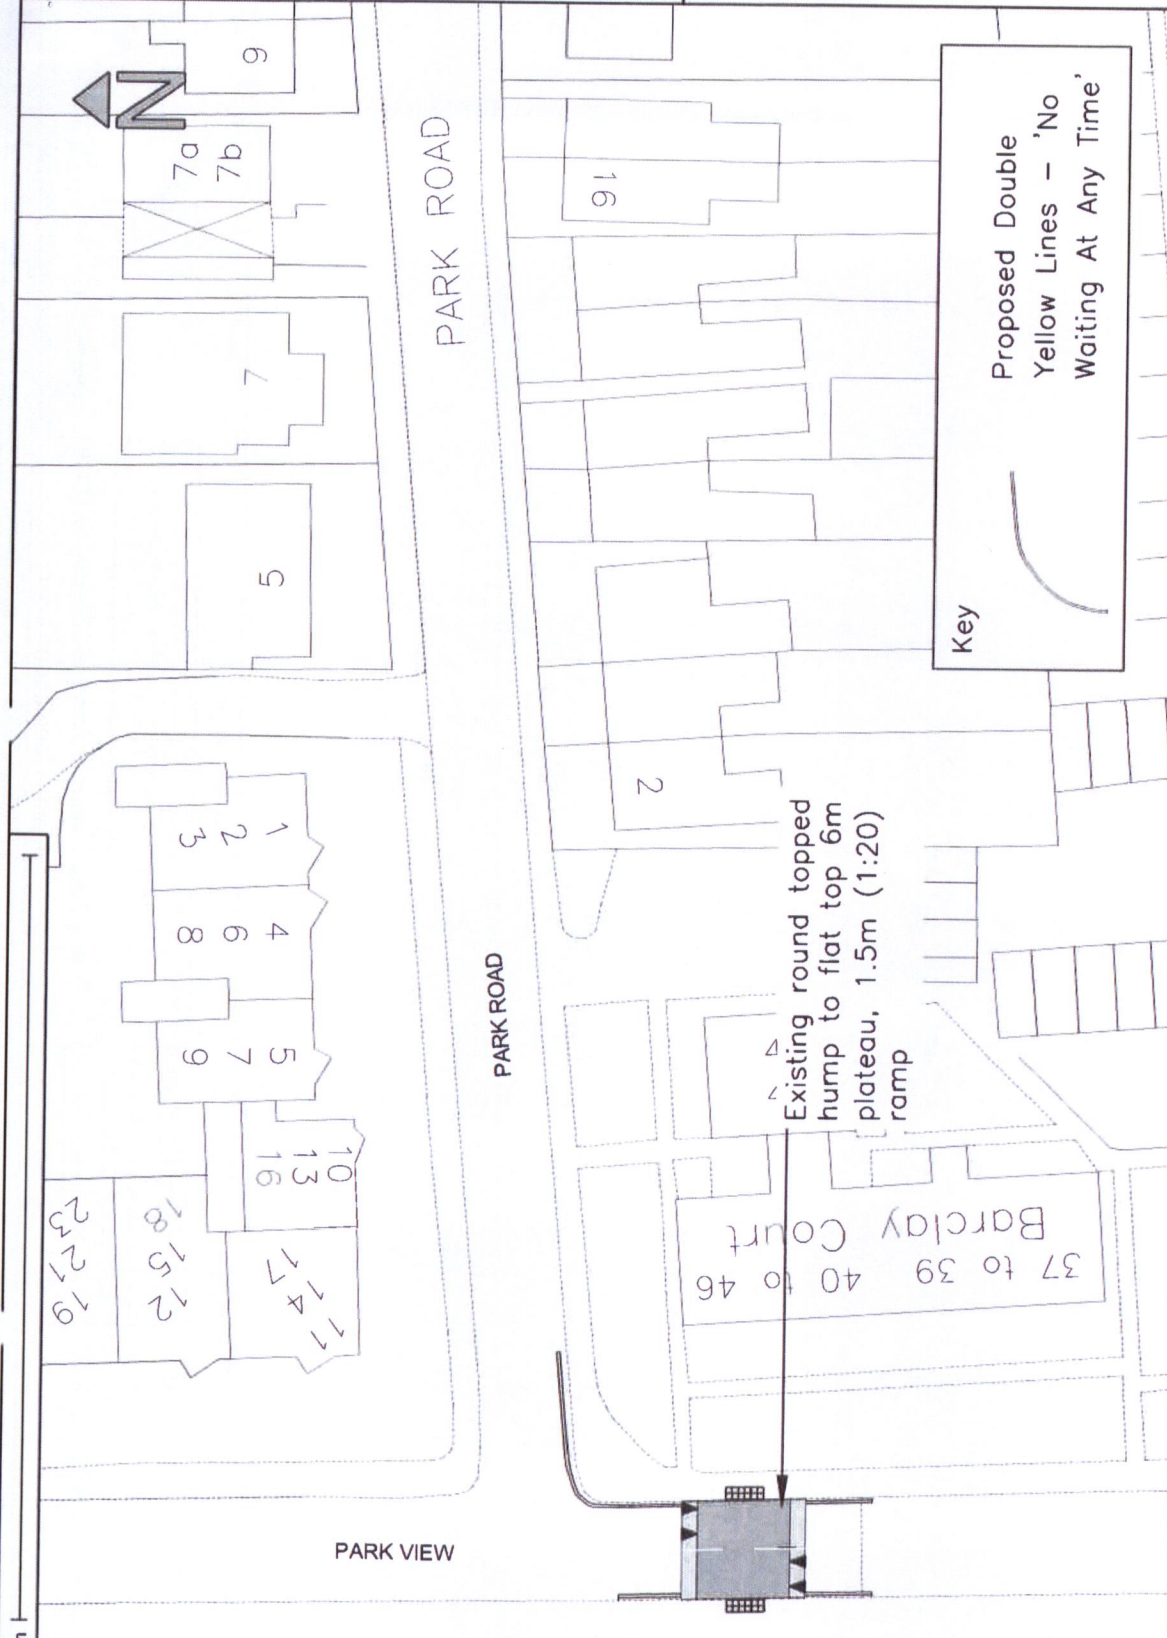 N
6
7a
7b
7
5
PARK ROAD
16
2
1
2
3
4
6
8
5
7
9
10
13
16
11
14
17
12
15
18
19
21
23
PARK ROAD
Existing round topped
hump to flat top 6m
plateau, 1.5m (1:20)
ramp
37 to 39 40 to 46
Barclay Court
PARK VIEW
Key
Proposed Double
Yellow Lines – 'No
Waiting At Any Time'